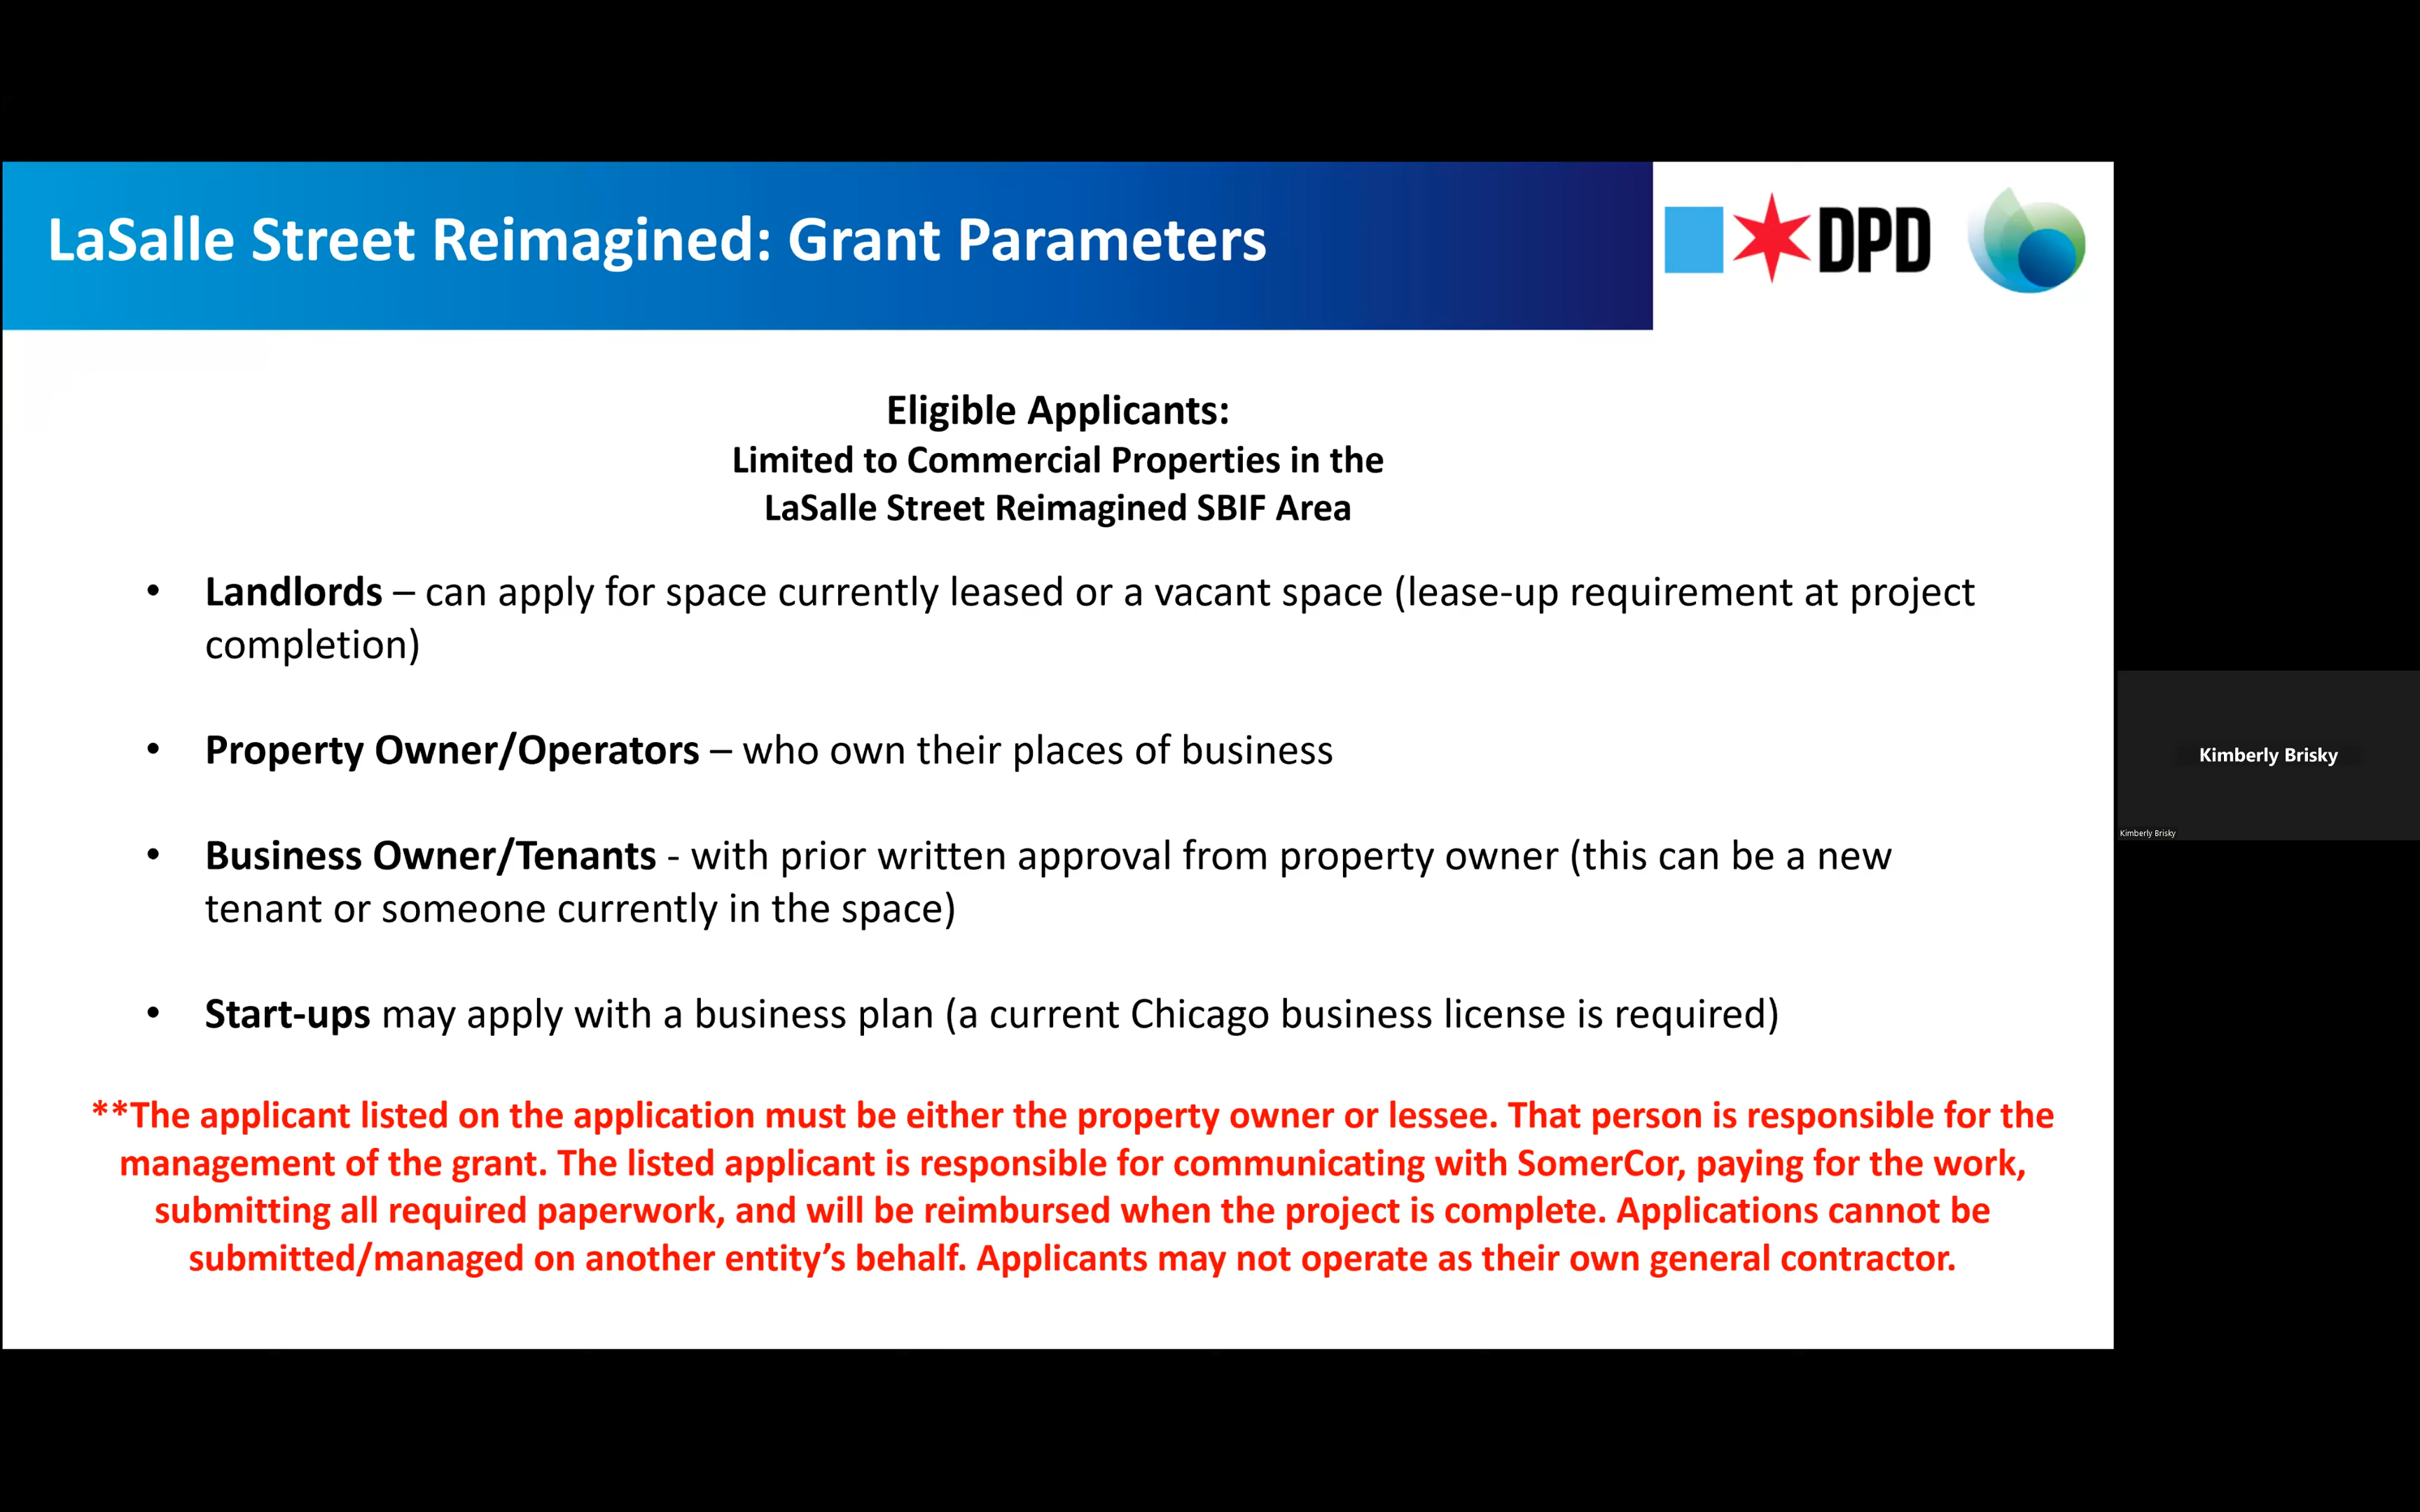 LaSalle Street Reimagined: Grant Parameters
DPD
Eligible Applicants:
Limited to Commercial Properties in the
LaSalle Street Reimagined SBIF Area
• Landlords – can apply for space currently leased or a vacant space (lease-up requirement at project
completion)
• Property Owner/Operators – who own their places of business
• Business Owner/Tenants - with prior written approval from property owner (this can be a new
tenant or someone currently in the space)
• Start-ups may apply with a business plan (a current Chicago business license is required)
**The applicant listed on the application must be either the property owner or lessee. That person is responsible for the
management of the grant. The listed applicant is responsible for communicating with SomerCor, paying for the work,
submitting all required paperwork, and will be reimbursed when the project is complete. Applications cannot be
submitted/managed on another entity’s behalf. Applicants may not operate as their own general contractor.
Kimberly Brisky
Kimberly Brisky